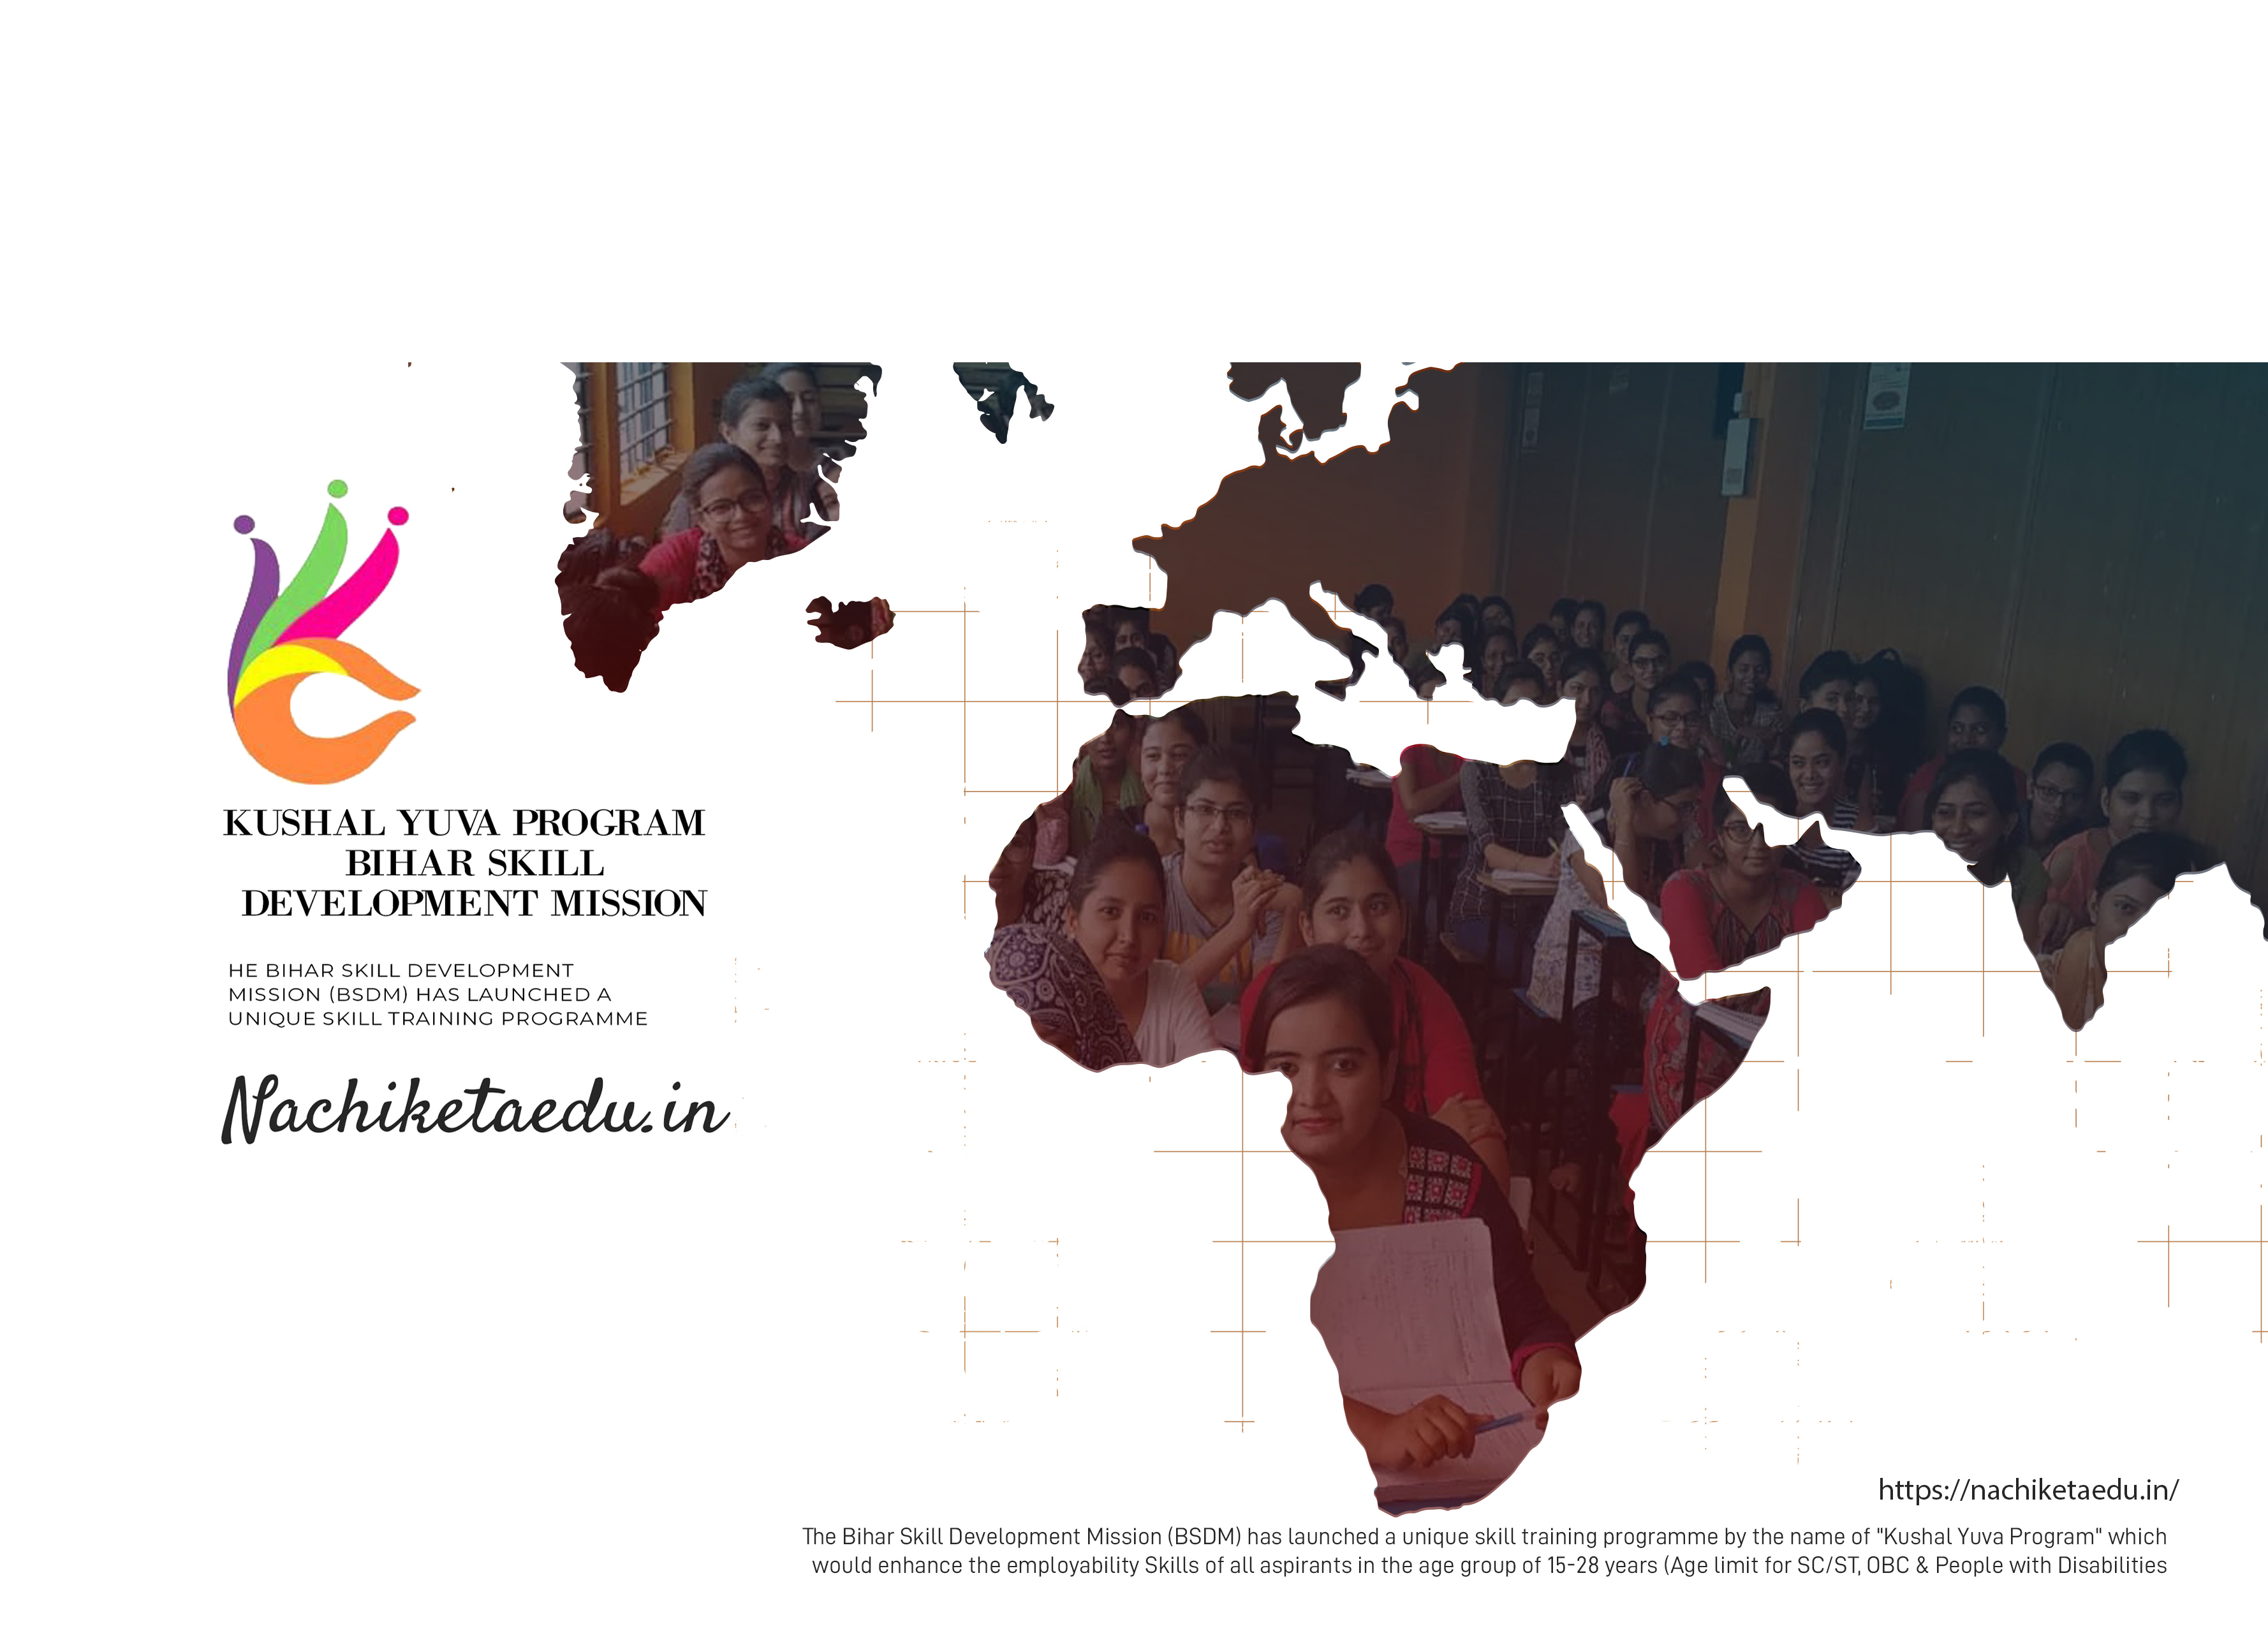 KUSHAL YUVA PROGRAM
BIHAR SKILL
DEVELOPMENT MISSION
HE BIHAR SKILL DEVELOPMENT
MISSION (BSDM) HAS LAUNCHED A
UNIQUE SKILL TRAINING PROGRAMME
Nachiketaedu.in
https://nachiketaedu.in/
The Bihar Skill Development Mission (BSDM) has launched a unique skill training programme by the name of "Kushal Yuva Program" which
would enhance the employability Skills of all aspirants in the age group of 15-28 years (Age limit for SC/ST, OBC & People with Disabilities